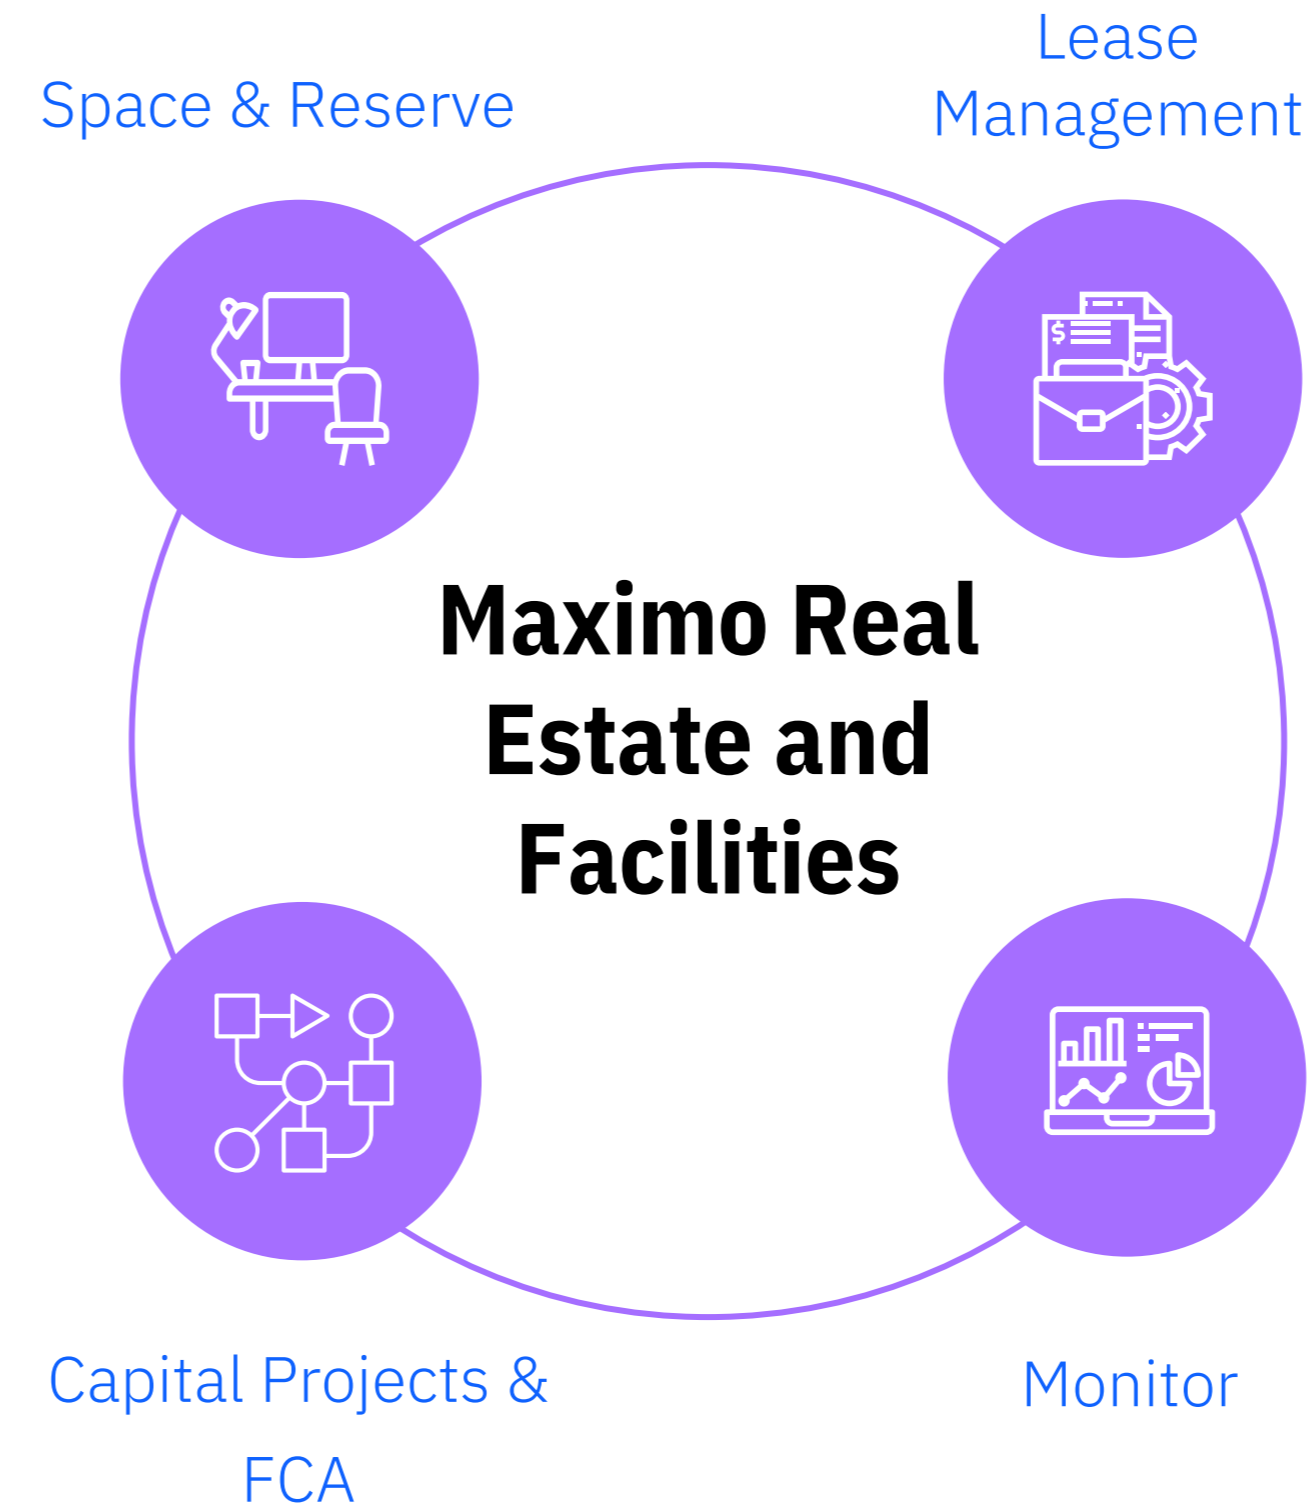 Space & Reserve
Lease
Management
$
Maximo Real
Estate and
Facilities
Capital Projects &
FCA
Monitor